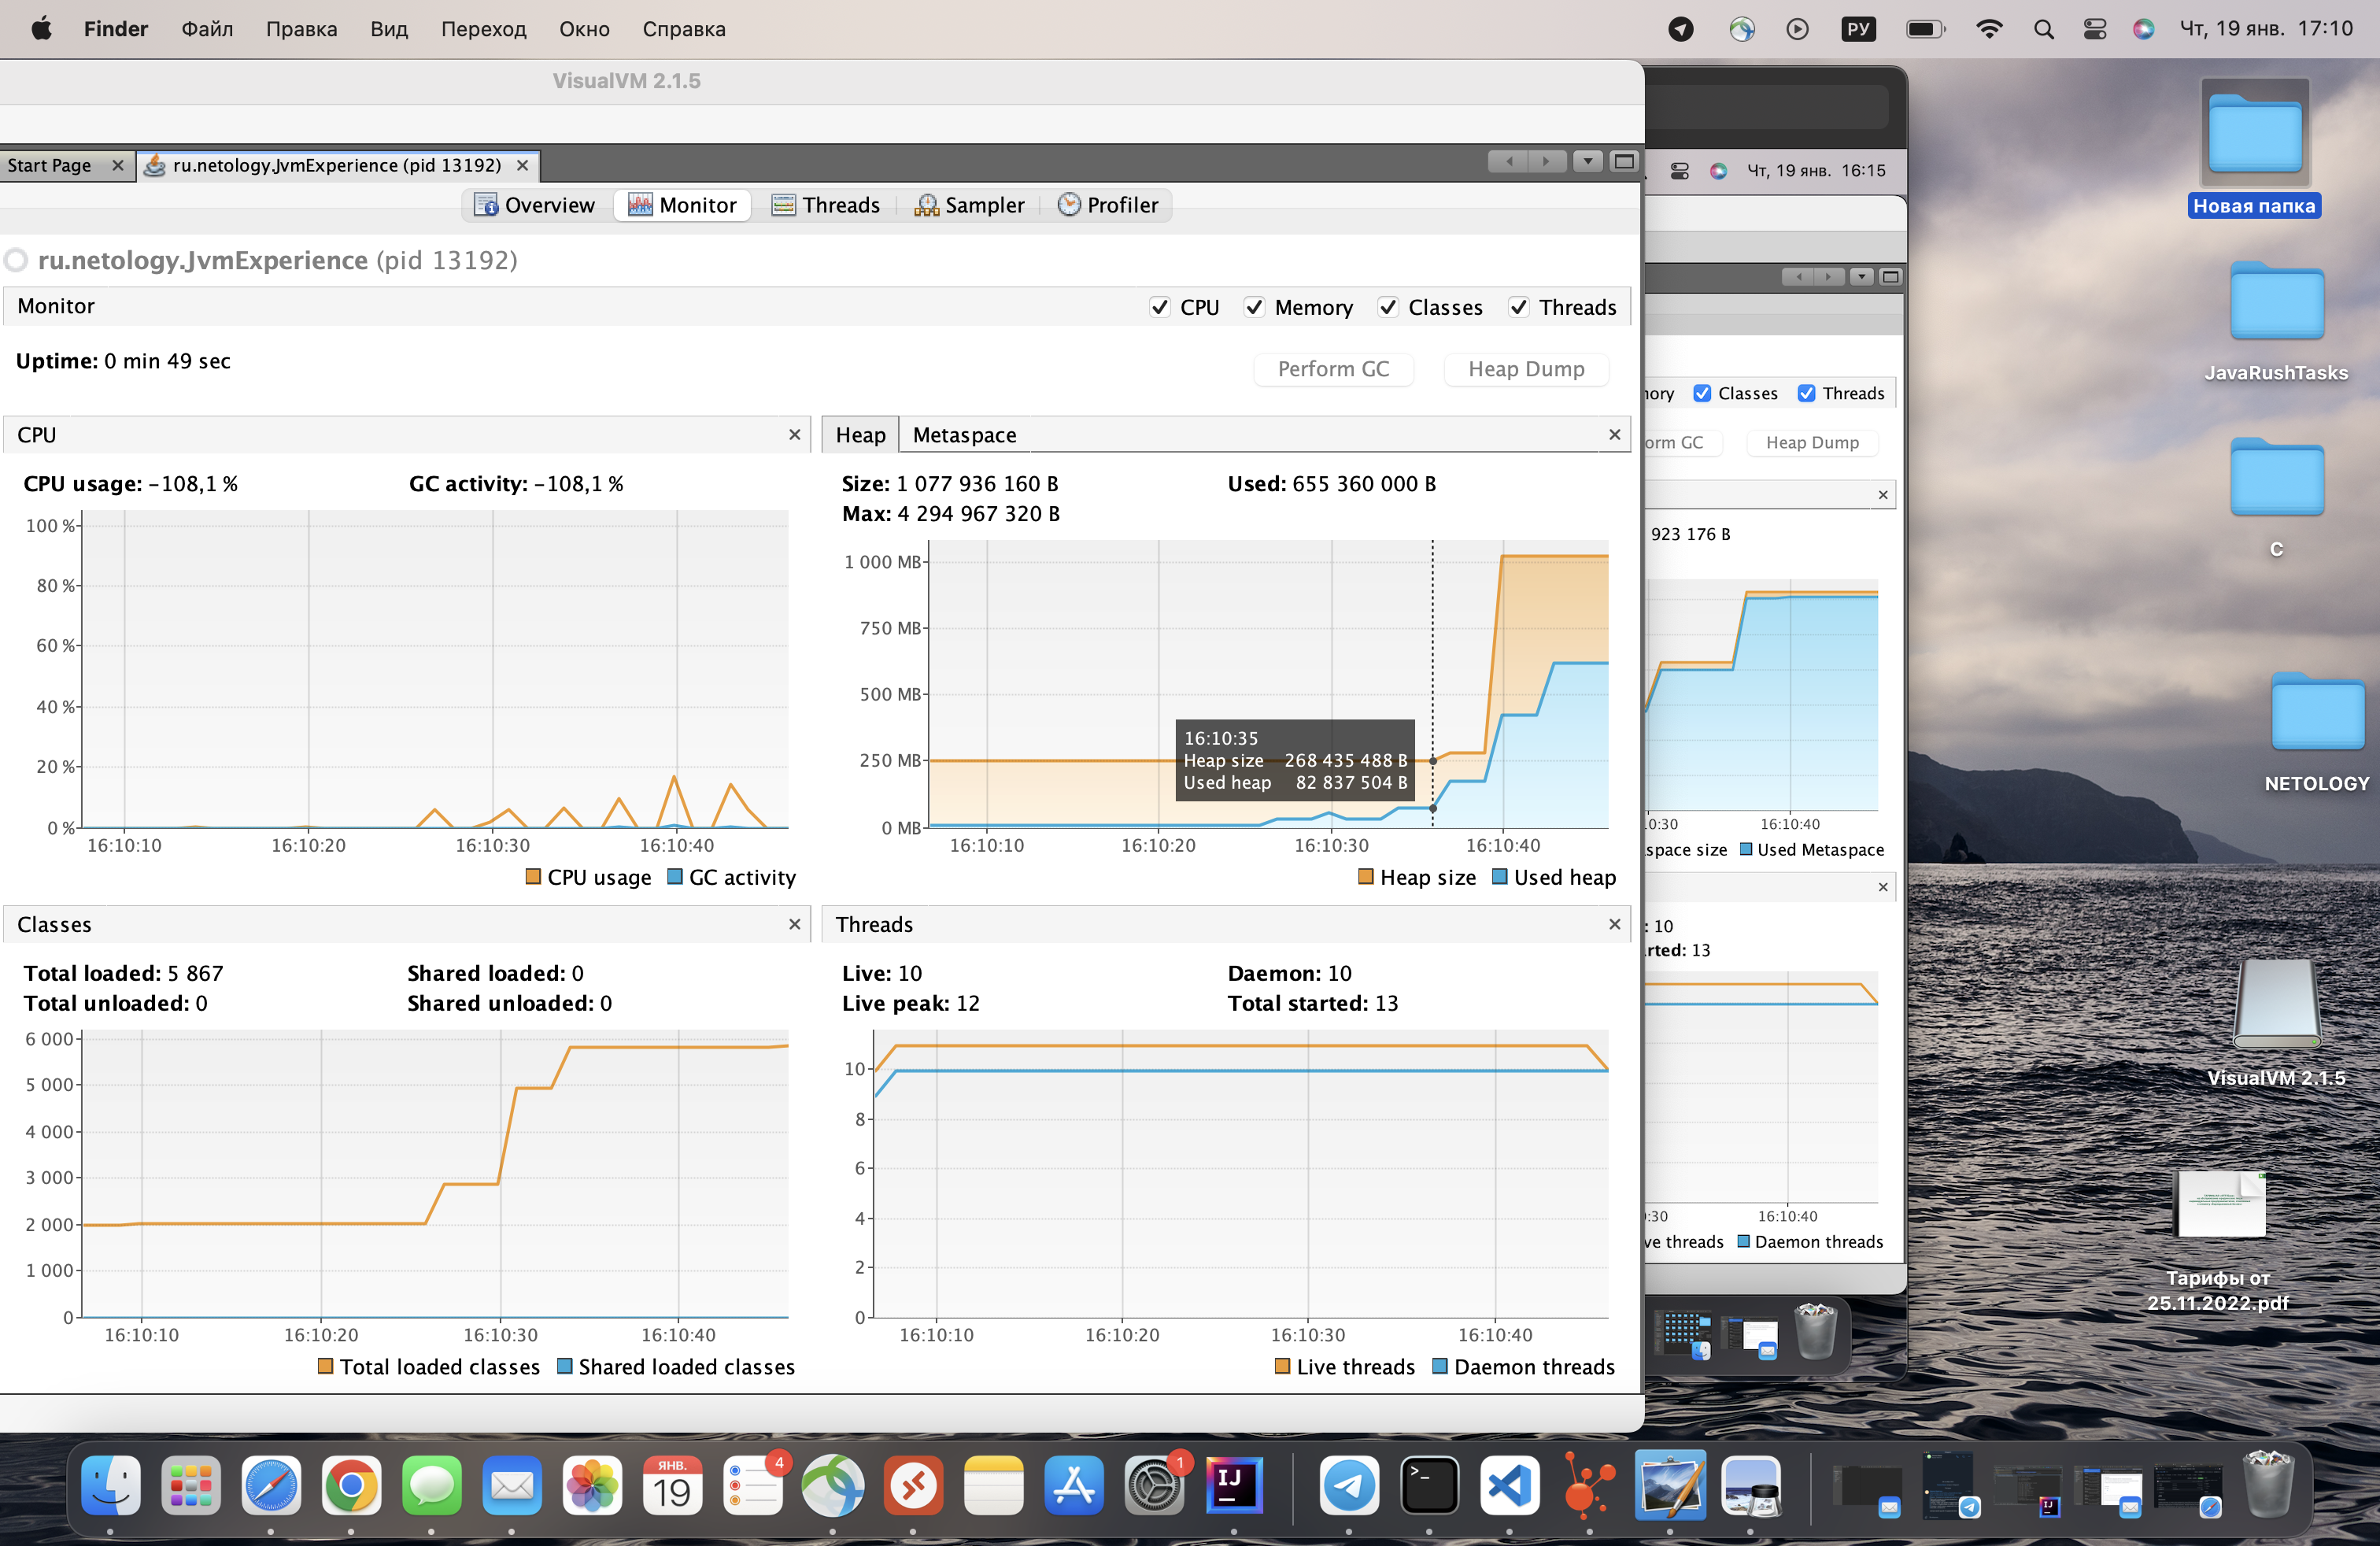 Finder Файл Правка Вид Переход Окно Справка РУ Чт, 19 янв. 17:10
VisualVM 2.1.5
Start Page ru.netology.JvmExperience (pid 13192)
Overview Monitor Threads Sampler Profiler
ru.netology.JvmExperience (pid 13192)
Monitor CPU Memory Classes Threads
Uptime: 0 min 49 sec
Perform GC Heap Dump
CPU
CPU usage: −108,1 % GC activity: −108,1 %
100 %
80 %
60 %
40 %
20 %
0 %
16:10:10 16:10:20 16:10:30 16:10:40
CPU usage GC activity
Heap Metaspace
Size: 1 077 936 160 B Used: 655 360 000 B
Max: 4 294 967 320 B
1 000 MB
750 MB
500 MB
250 MB
0 MB
16:10:35
Heap size 268 435 488 B
Used heap 82 837 504 B
16:10:10 16:10:20 16:10:30 16:10:40
Heap size Used heap
Classes
Total loaded: 5 867 Shared loaded: 0
Total unloaded: 0 Shared unloaded: 0
6 000
5 000
4 000
3 000
2 000
1 000
0
16:10:10 16:10:20 16:10:30 16:10:40
Total loaded classes Shared loaded classes
Threads
Live: 10 Daemon: 10
Live peak: 12 Total started: 13
10
8
6
4
2
0
16:10:10 16:10:20 16:10:30 16:10:40
Live threads Daemon threads
Чт, 19 янв. 16:15
ory Classes Threads
orm GC Heap Dump
923 176 B
0:30 16:10:40
space size Used Metaspace
: 10
rted: 13
:30 16:10:40
ve threads Daemon threads
Новая папка
JavaRushTasks
C
NETOLOGY
VisualVM 2.1.5
Тарифы от
25.11.2022.pdf
ЯНВ.
19
4
1
IJ